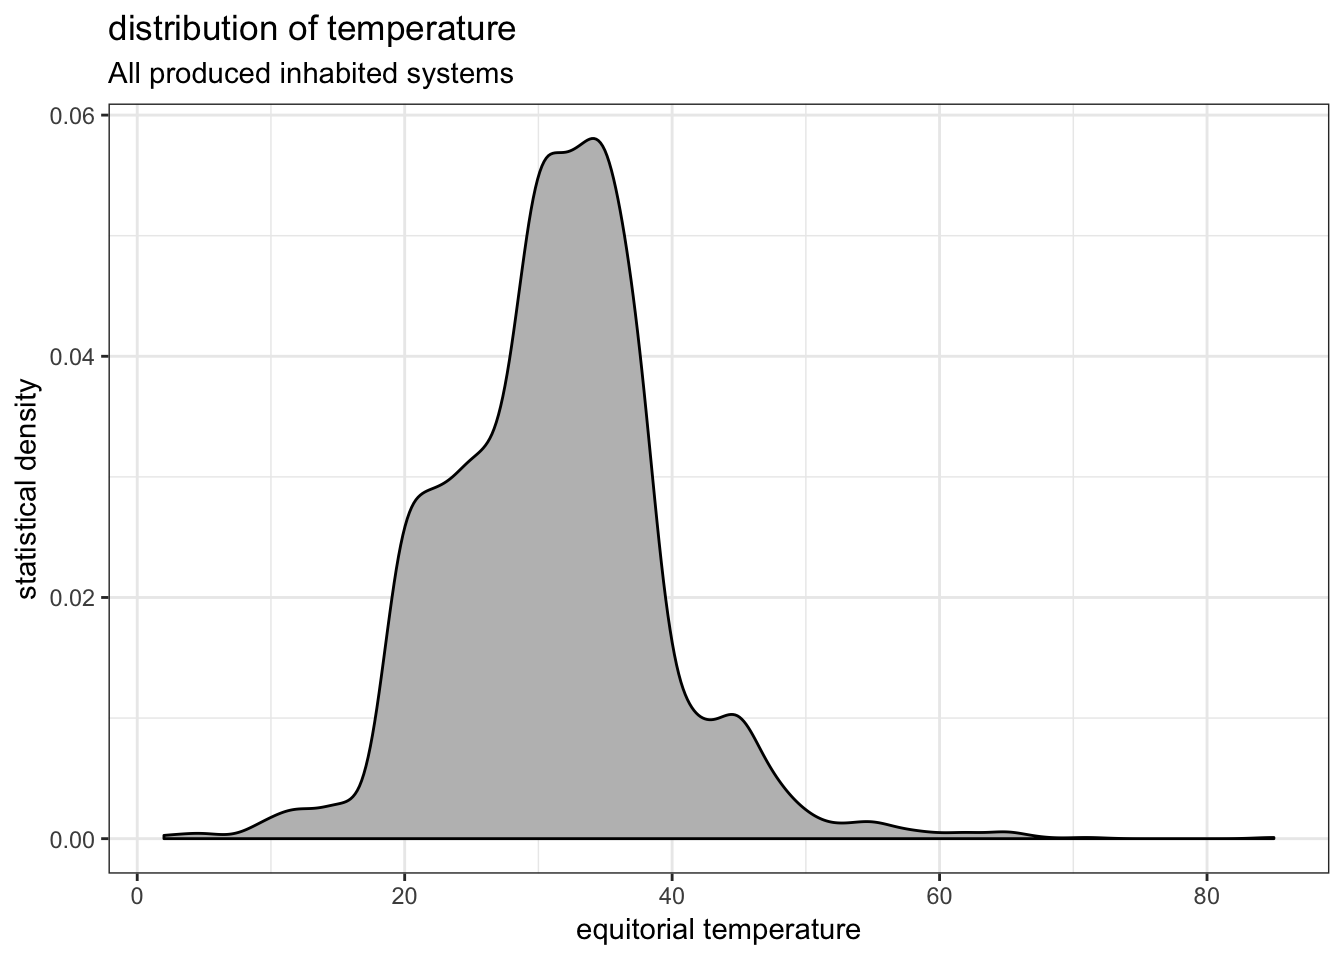 distribution of temperature
All produced inhabited systems
0.06
0.04
0.02
0.00
statistical density
0 20 40 60 80
equitorial temperature